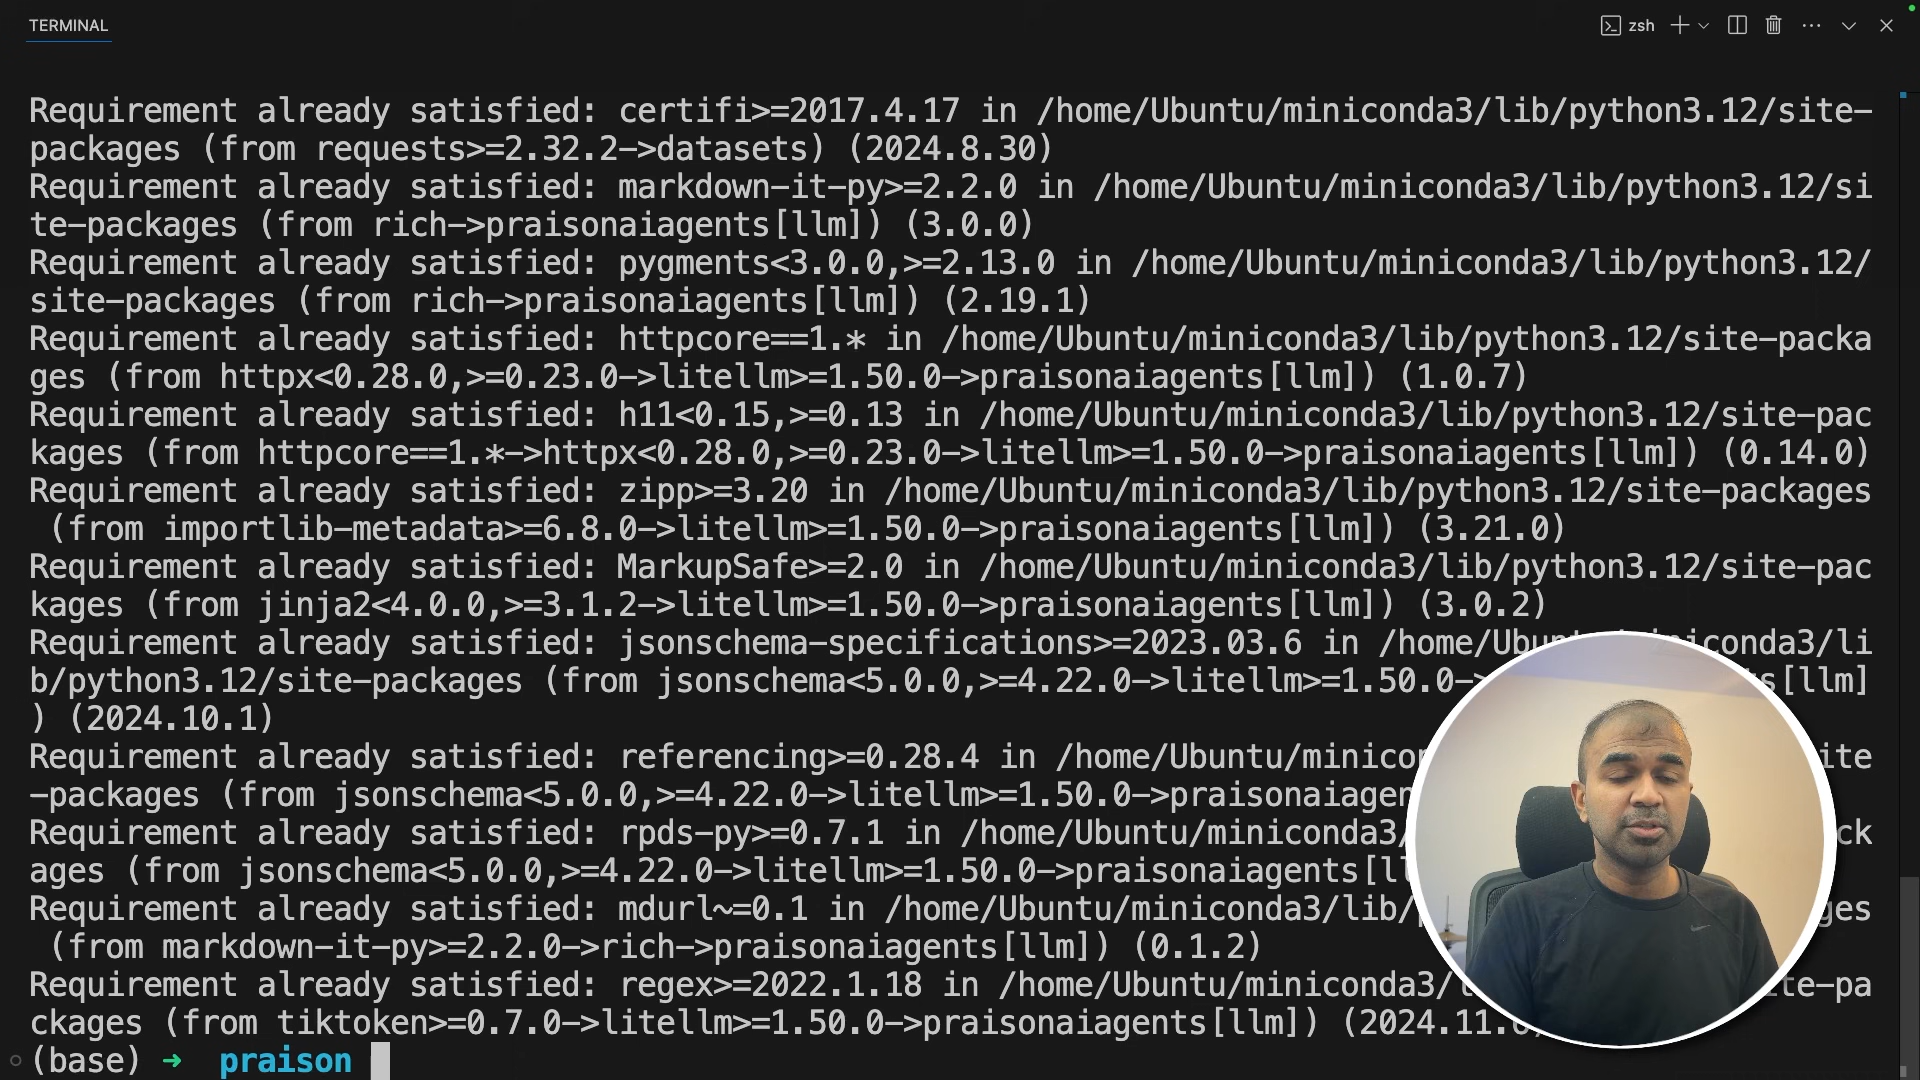 TERMINAL
zsh
Requirement already satisfied: certifi>=2017.4.17 in /home/Ubuntu/miniconda3/lib/python3.12/site-
packages (from requests>=2.32.2->datasets) (2024.8.30)
Requirement already satisfied: markdown-it-py>=2.2.0 in /home/Ubuntu/miniconda3/lib/python3.12/si
te-packages (from rich->praisonaiagents[llm]) (3.0.0)
Requirement already satisfied: pygments<3.0.0,>=2.13.0 in /home/Ubuntu/miniconda3/lib/python3.12/
site-packages (from rich->praisonaiagents[llm]) (2.19.1)
Requirement already satisfied: httpcore==1.* in /home/Ubuntu/miniconda3/lib/python3.12/site-packa
ges (from httpx<0.28.0,>=0.23.0->litellm>=1.50.0->praisonaiagents[llm]) (1.0.7)
Requirement already satisfied: h11<0.15,>=0.13 in /home/Ubuntu/miniconda3/lib/python3.12/site-pac
kages (from httpcore==1.*->httpx<0.28.0,>=0.23.0->litellm>=1.50.0->praisonaiagents[llm]) (0.14.0)
Requirement already satisfied: zipp>=3.20 in /home/Ubuntu/miniconda3/lib/python3.12/site-packages
(from importlib-metadata>=6.8.0->litellm>=1.50.0->praisonaiagents[llm]) (3.21.0)
Requirement already satisfied: MarkupSafe>=2.0 in /home/Ubuntu/miniconda3/lib/python3.12/site-pac
kages (from jinja2<4.0.0,>=3.1.2->litellm>=1.50.0->praisonaiagents[llm]) (3.0.2)
Requirement already satisfied: jsonschema-specifications>=2023.03.6 in /home/Ubu niconda3/li
b/python3.12/site-packages (from jsonschema<5.0.0,>=4.22.0->litellm>=1.50.0-> s[llm]
) (2024.10.1)
Requirement already satisfied: referencing>=0.28.4 in /home/Ubuntu/minicon ite
-packages (from jsonschema<5.0.0,>=4.22.0->litellm>=1.50.0->praisonaiagen
Requirement already satisfied: rpds-py>=0.7.1 in /home/Ubuntu/miniconda3/ ck
ages (from jsonschema<5.0.0,>=4.22.0->litellm>=1.50.0->praisonaiagents[ll
Requirement already satisfied: mdurl~=0.1 in /home/Ubuntu/miniconda3/lib/ ges
(from markdown-it-py>=2.2.0->rich->praisonaiagents[llm]) (0.1.2)
Requirement already satisfied: regex>=2022.1.18 in /home/Ubuntu/miniconda3/ te-pa
ckages (from tiktoken>=0.7.0->litellm>=1.50.0->praisonaiagents[llm]) (2024.11.
(base) ➜ praison